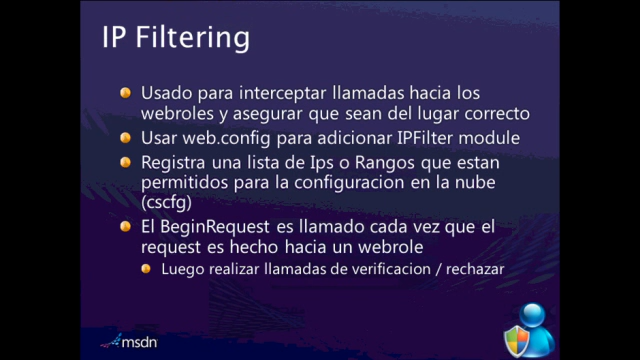 IP Filtering
Usado para interceptar llamadas hacia los
webroles y asegurar que sean del lugar correcto
Usar web.config para adicionar IPFilter module
Registra una lista de Ips o Rangos que estan
permitidos para la configuracion en la nube
(cscfg)
El BeginRequest es llamado cada vez que el
request es hecho hacia un webrole
Luego realizar llamadas de verificacion / rechazar
msdn